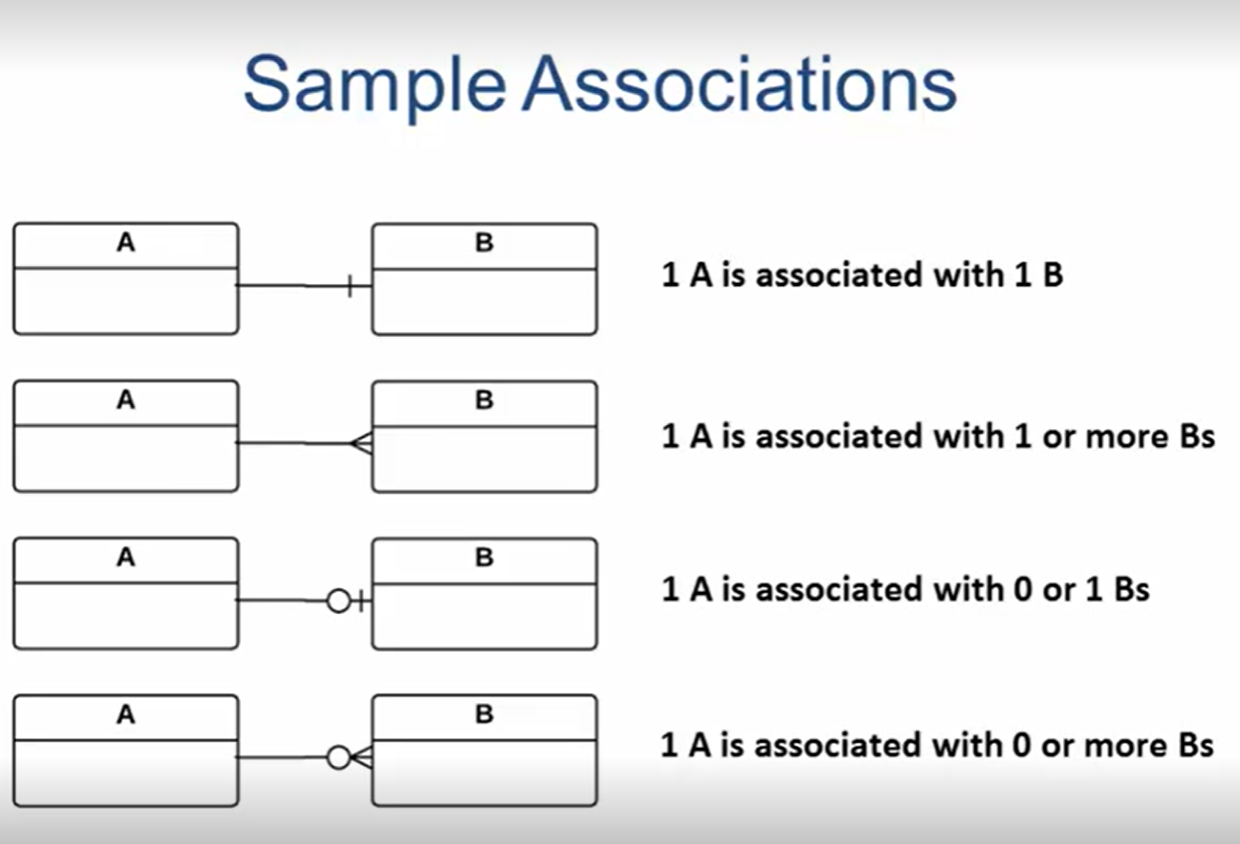 Sample Associations
A B
1 A is associated with 1 B
A B
1 A is associated with 1 or more Bs
A B
1 A is associated with 0 or 1 Bs
A B
1 A is associated with 0 or more Bs